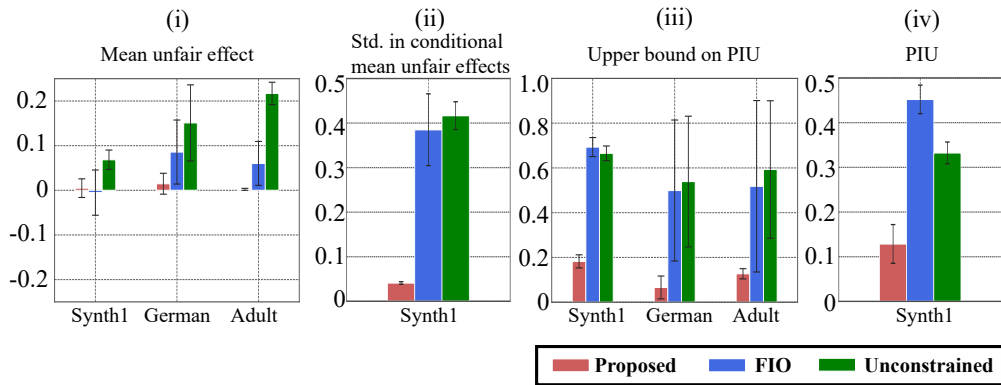 (i)
Mean unfair effect
0.2
0.1
0
-0.1
-0.2
Synth1 German Adult
(ii)
Std. in conditional
mean unfair effects
0.5
0.4
0.3
0.2
0.1
0
Synth1
(iii)
Upper bound on PIU
1.0
0.8
0.6
0.4
0.2
0
Synth1 German Adult
(iv)
PIU
0.5
0.4
0.3
0.2
0.1
0
Synth1
Proposed FIO Unconstrained